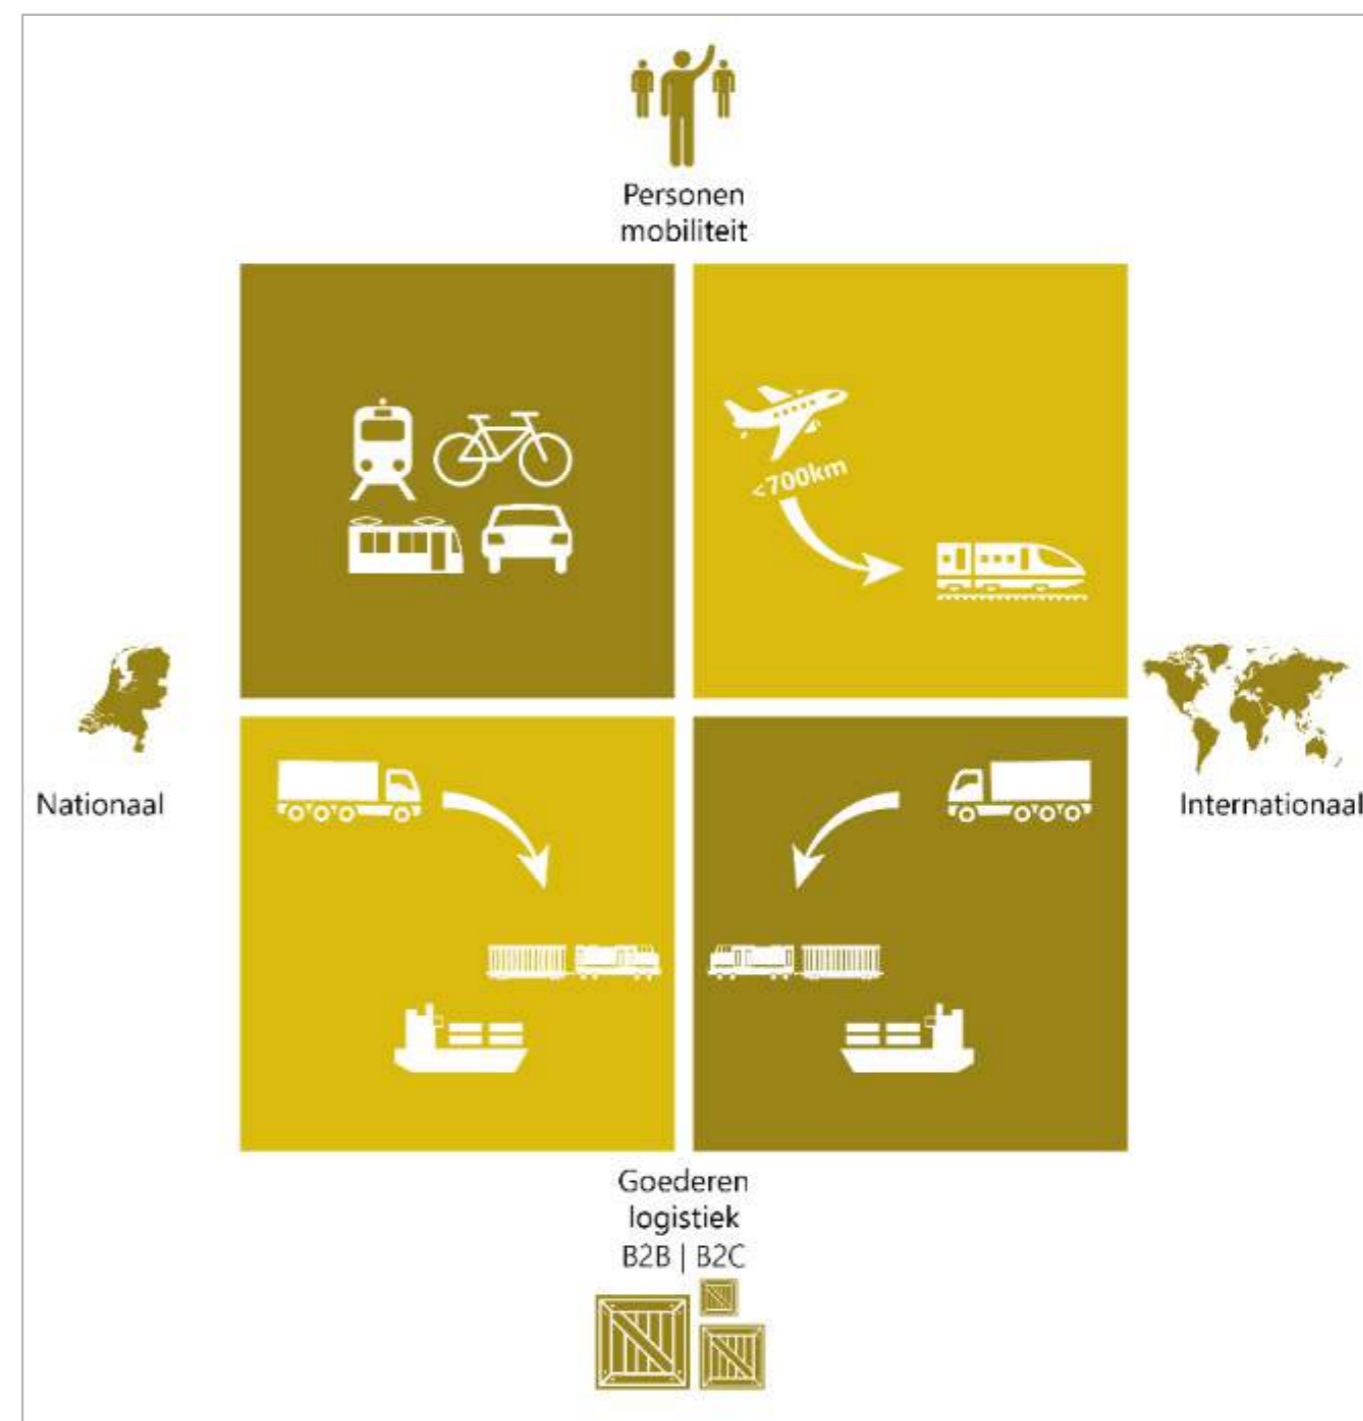 Personen
mobiliteit
<700km
Nationaal
Internationaal
Goederen
logistiek
B2B | B2C